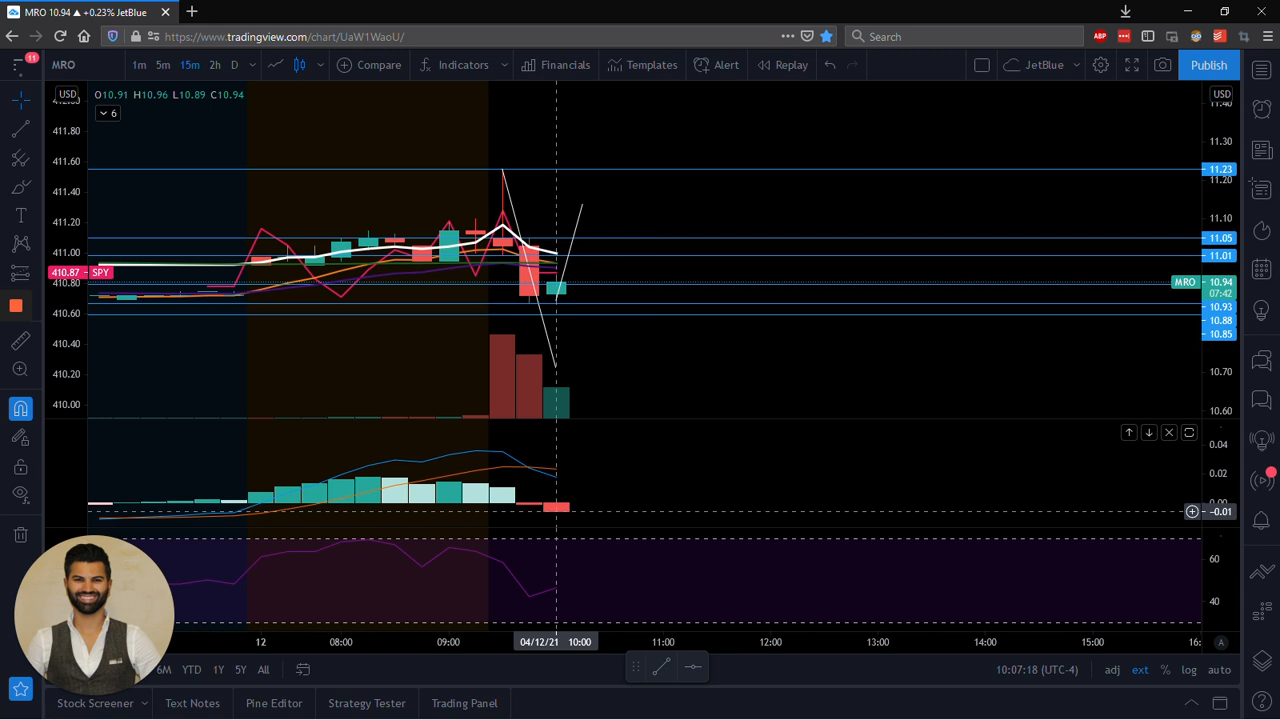 MRO 10.94 ▲ +0.23% JetBlue
https://www.tradingview.com/chart/UaW1WaoU/
Search
ABP
11
MRO 1m 5m 15m 2h D Compare Indicators Financials Templates Alert Replay JetBlue Publish
USD O10.91 H10.96 L10.89 C10.94 USD
6
411.80
411.60
411.40
411.20
411.00
410.87 SPY
410.80
410.60
410.40
410.20
410.00
11.40
11.30
11.23
11.20
11.10
11.05
11.01
MRO 10.94
07:42
10.93
10.88
10.85
10.70
10.60
0.04
0.02
0.00
−0.01
60
40
12 08:00 09:00 04/12/21 10:00 11:00 12:00 13:00 14:00 15:00 16: A
6M YTD 1Y 5Y All 10:07:18 (UTC-4) adj ext % log auto
Stock Screener Text Notes Pine Editor Strategy Tester Trading Panel